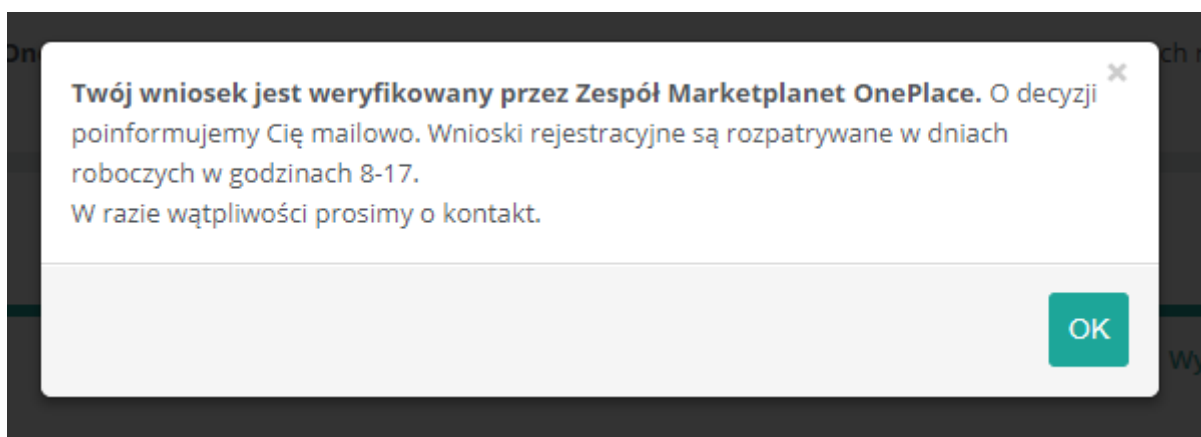 Twój wniosek jest weryfikowany przez Zespół Marketplanet OnePlace. O decyzji
poinformujemy Cię mailowo. Wnioski rejestracyjne są rozpatrywane w dniach
roboczych w godzinach 8-17.
W razie wątpliwości prosimy o kontakt.
OK